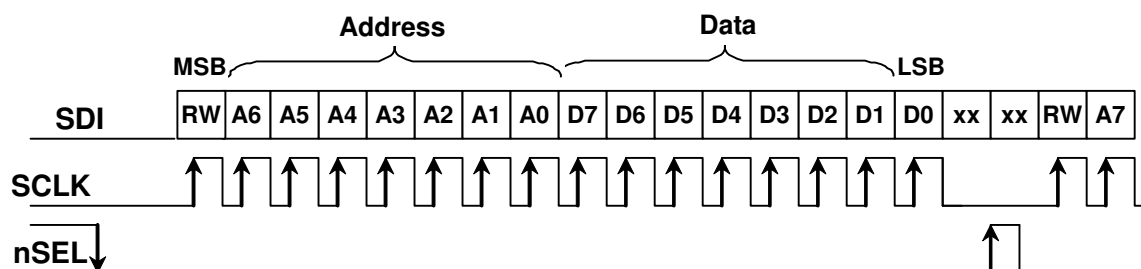 Address Data
MSB LSB
SDI RW A6 A5 A4 A3 A2 A1 A0 D7 D6 D5 D4 D3 D2 D1 D0 xx xx RW A7
SCLK
nSEL